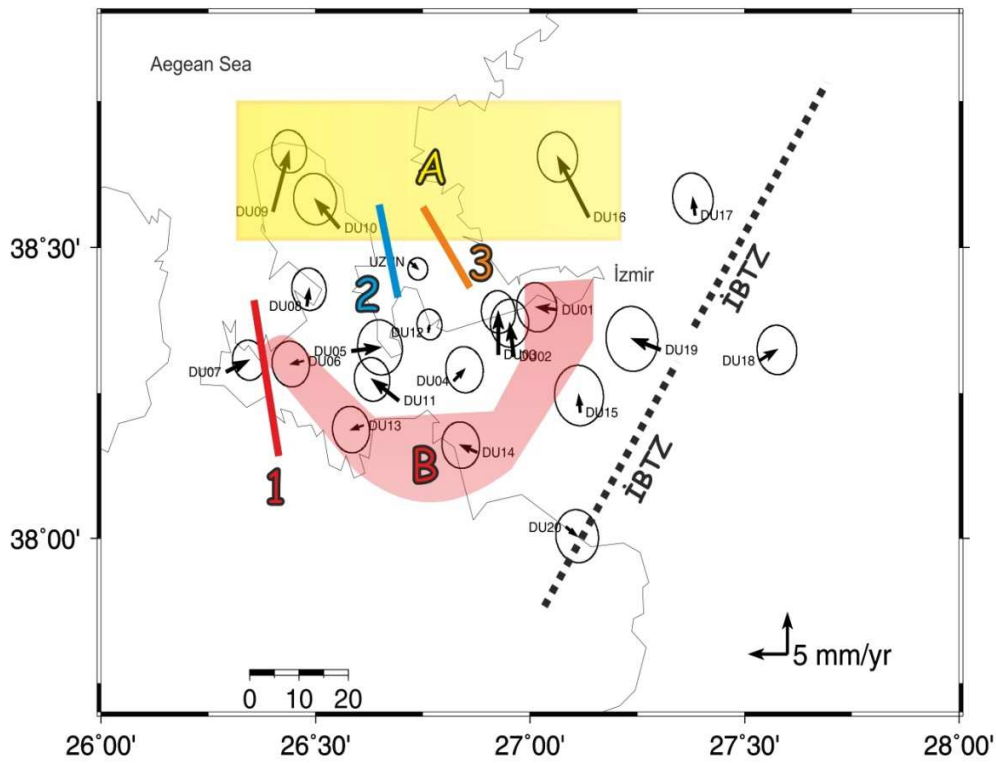 Aegean Sea
A
DU09
DU10
DU16
DU17
38°30'
3
İzmir
2
DU08
DU12
DU01
İBTZ
DU05
DU06
DU02
DU19
DU07
DU04
DU18
DU11
DU15
DU13
B
DU14
1
İBTZ
DU20
38°00'
5 mm/yr
0 10 20
26°00' 26°30' 27°00' 27°30' 28°00'